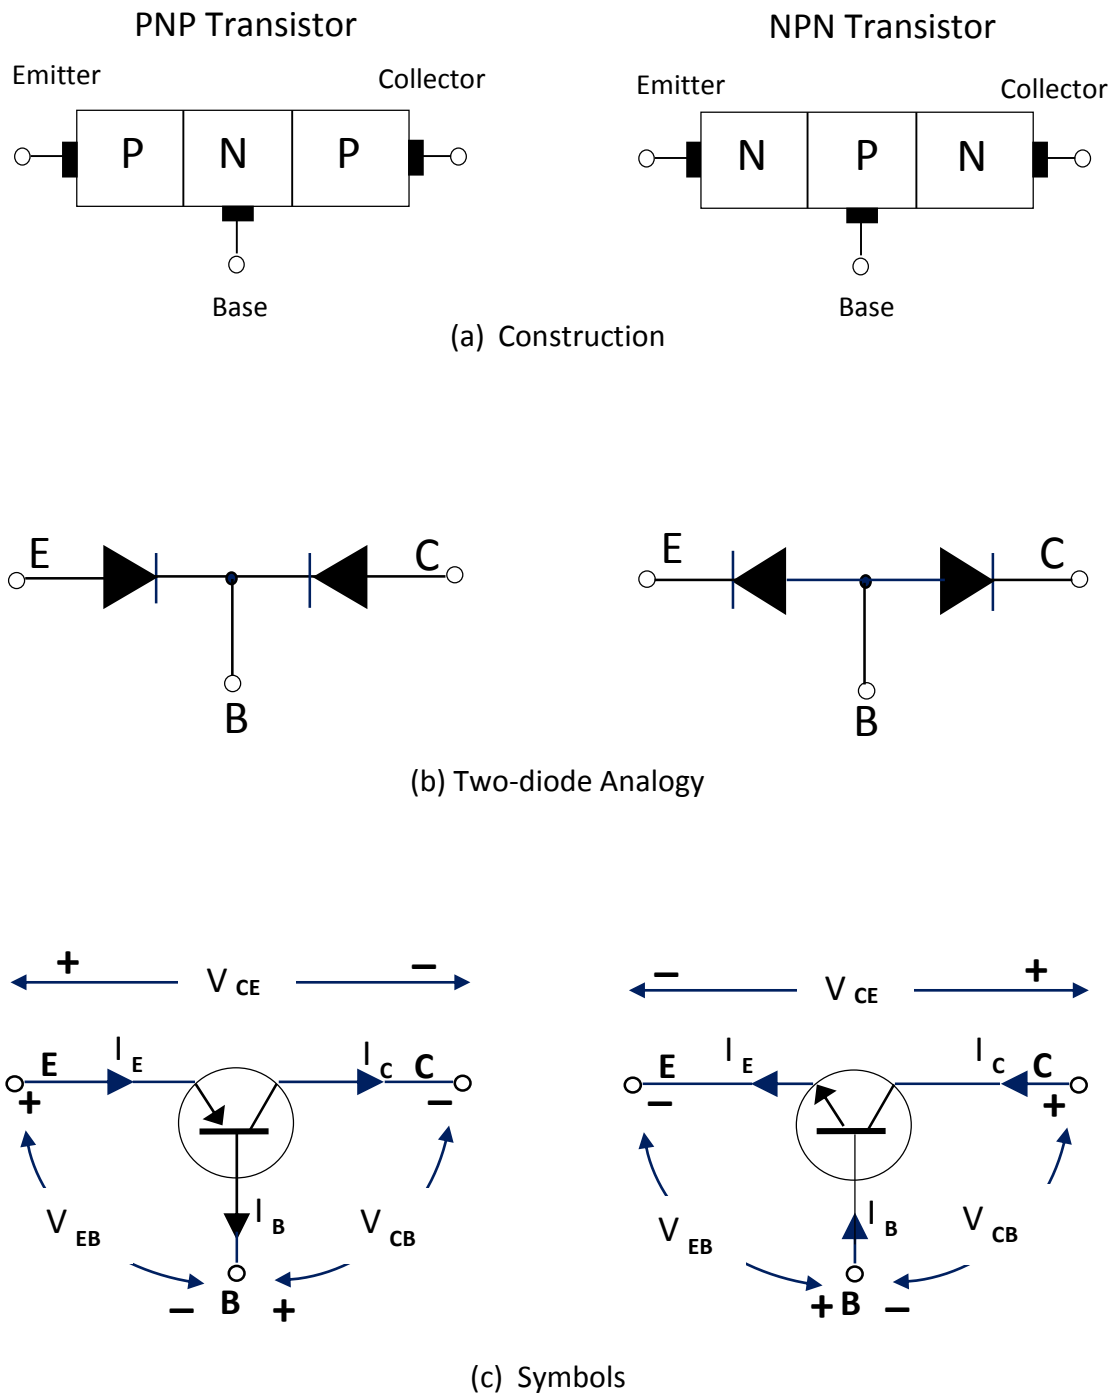 PNP Transistor NPN Transistor
Emitter Collector Emitter Collector
P N P N P N
Base Base
(a) Construction
E C E C
B B
(b) Two-diode Analogy
+ V CE – – V CE +
E I E I C C E I E I C C
+ – – +
V EB I B V CB V EB I B V CB
– B + + B –
(c) Symbols